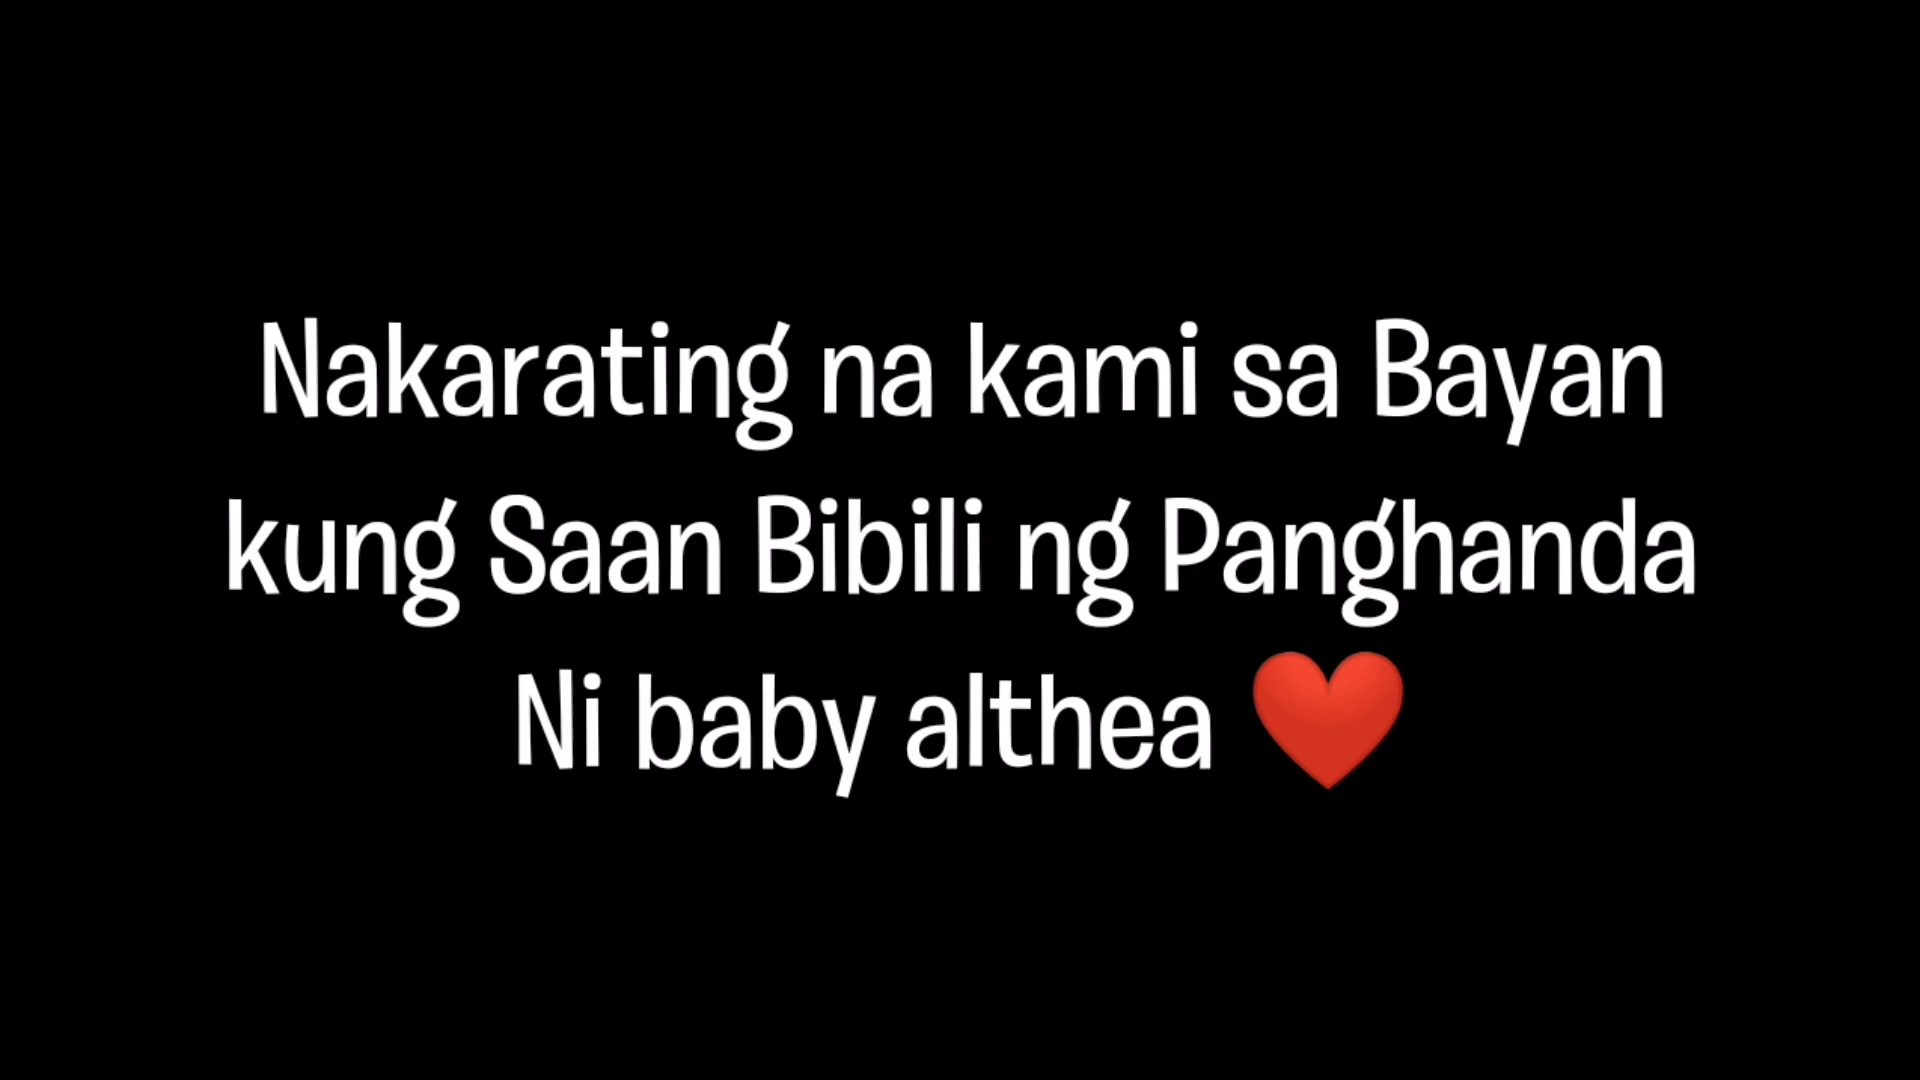 Nakarating na kami sa Bayan
kung Saan Bibili ng Panghanda
Ni baby althea ❤️